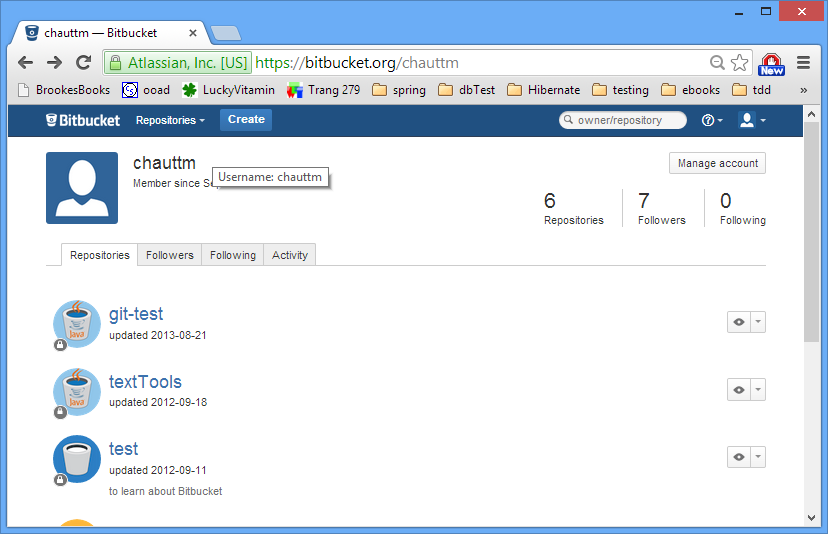 chauttm — Bitbucket
Atlassian, Inc. [US] https://bitbucket.org/chauttm
New
BrookesBooks ooad LuckyVitamin Trang 279 spring dbTest Hibernate testing ebooks tdd »
Bitbucket Repositories Create owner/repository
chauttm Manage account
Username: chauttm
Member since Se
6 7 0
Repositories Followers Following
Repositories Followers Following Activity
git-test
updated 2013-08-21
textTools
updated 2012-09-18
test
updated 2012-09-11
to learn about Bitbucket